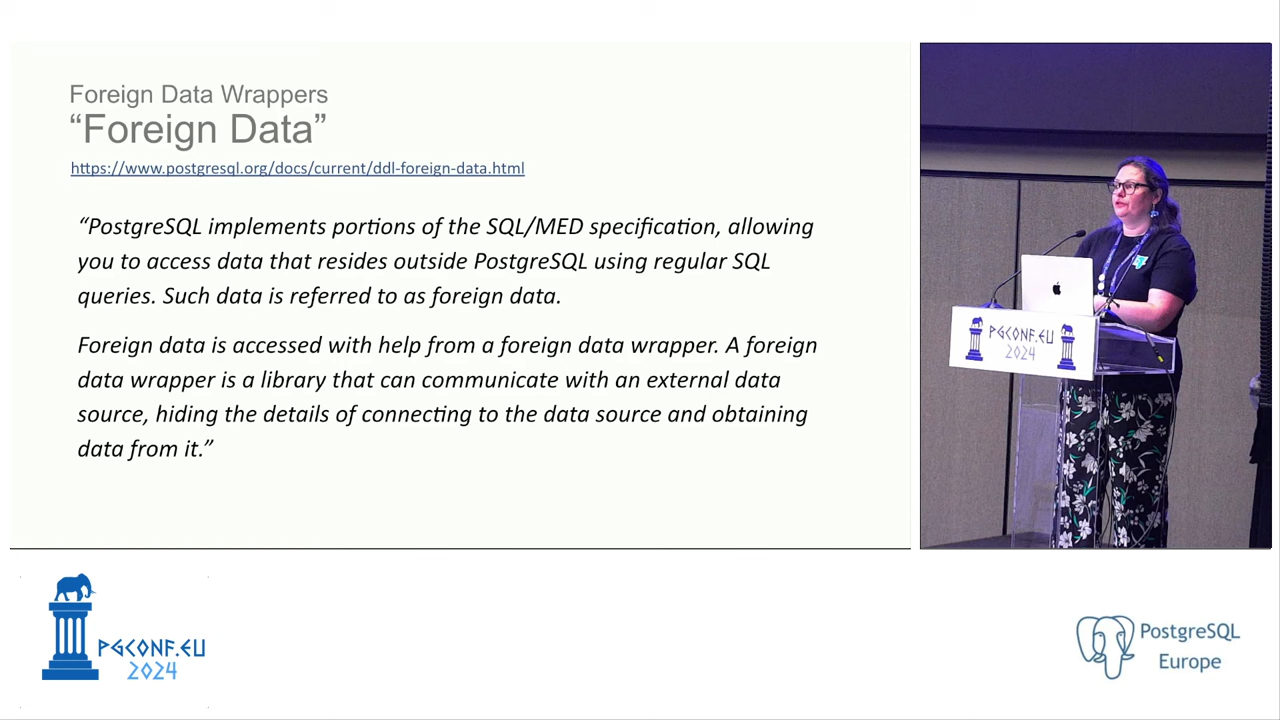 Foreign Data Wrappers
“Foreign Data”
https://www.postgresql.org/docs/current/ddl-foreign-data.html
“PostgreSQL implements portions of the SQL/MED specification, allowing
you to access data that resides outside PostgreSQL using regular SQL
queries. Such data is referred to as foreign data.
Foreign data is accessed with help from a foreign data wrapper. A foreign
data wrapper is a library that can communicate with an external data
source, hiding the details of connecting to the data source and obtaining
data from it.”
PGCONF.EU
2024
PGCONF.EU
2024
PostgreSQL
Europe